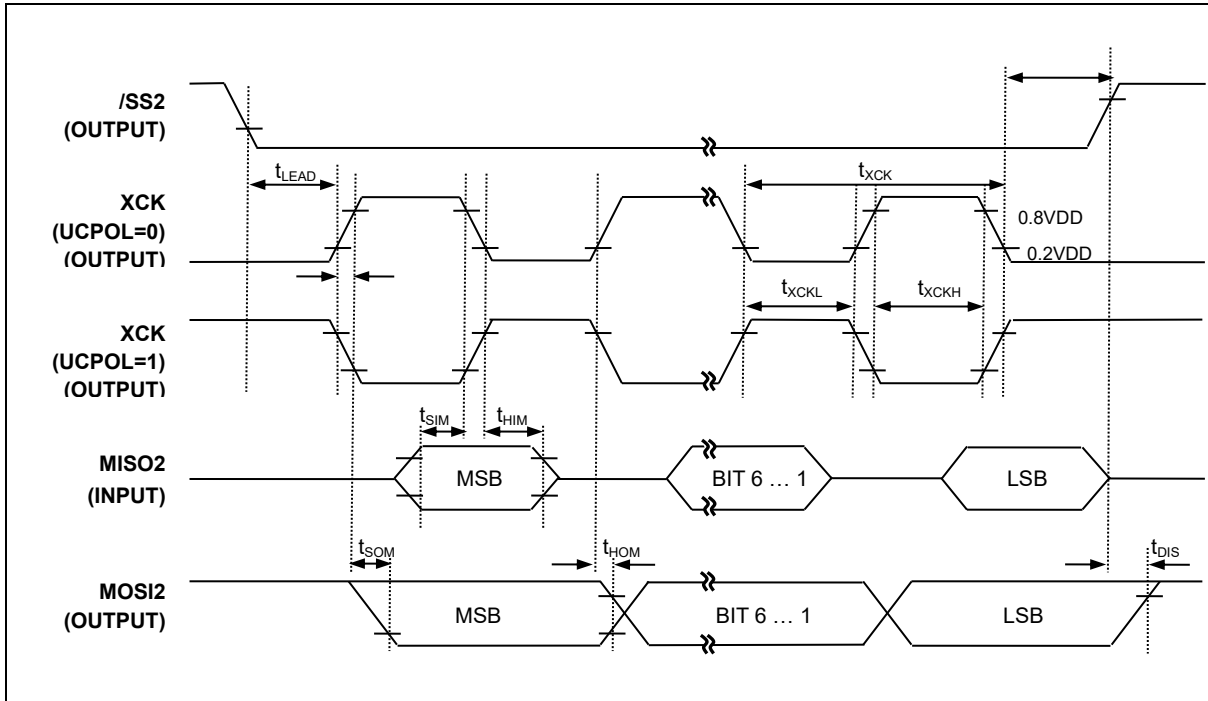 /SS2
(OUTPUT)
tLEAD
tXCK
XCK
(UCPOL=0)
(OUTPUT)
0.8VDD
0.2VDD
tXCKL
tXCKH
XCK
(UCPOL=1)
(OUTPUT)
tSIM
tHIM
MISO2
(INPUT)
MSB
BIT 6 … 1
LSB
tSOM
tHOM
tDIS
MOSI2
(OUTPUT)
MSB
BIT 6 … 1
LSB